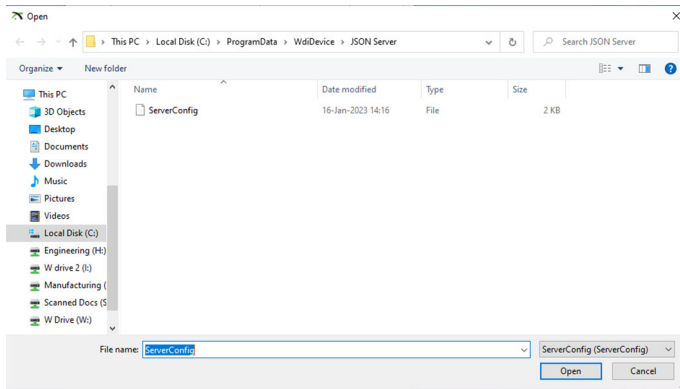 Open
This PC > Local Disk (C:) > ProgramData > WdiDevice > JSON Server
Search JSON Server
Organize
New folder
Name
Date modified
Type
Size
This PC
3D Objects
Desktop
Documents
Downloads
Music
Pictures
Videos
Local Disk (C:)
Engineering (H:)
W drive 2 (I:)
Manufacturing (
Scanned Docs (S
W Drive (W:)
ServerConfig
16-Jan-2023 14:16
File
2 KB
File name: ServerConfig
ServerConfig (ServerConfig)
Open
Cancel